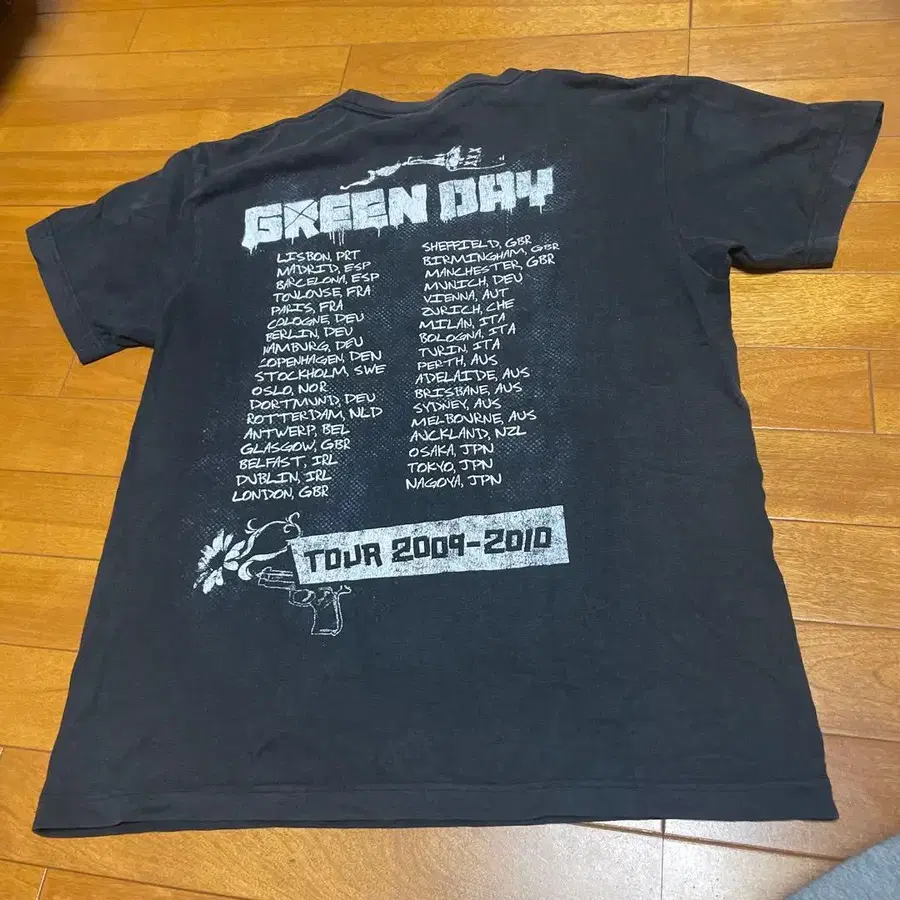 GREEN DAY
LISBON, PRT
MADRID, ESP
BARCELONA, ESP
TOULOUSE, FRA
PARIS, FRA
COLOGNE, DEU
BERLIN, DEU
HAMBURG, DEU
COPENHAGEN, DEN
STOCKHOLM, SWE
OSLO, NOR
DORTMUND, DEU
ROTTERDAM, NLD
ANTWERP, BEL
GLASGOW, GBR
BELFAST, IRL
DUBLIN, IRL
LONDON, GBR
SHEFFIELD, GBR
BIRMINGHAM, GBR
MANCHESTER, GBR
MUNICH, DEU
VIENNA, AUT
ZURICH, CHE
MILAN, ITA
BOLOGNA, ITA
TURIN, ITA
PERTH, AUS
ADELAIDE, AUS
BRISBANE, AUS
SYDNEY, AUS
MELBOURNE, AUS
AUCKLAND, NZL
OSAKA, JPN
TOKYO, JPN
NAGOYA, JPN
TOUR 2009-2010